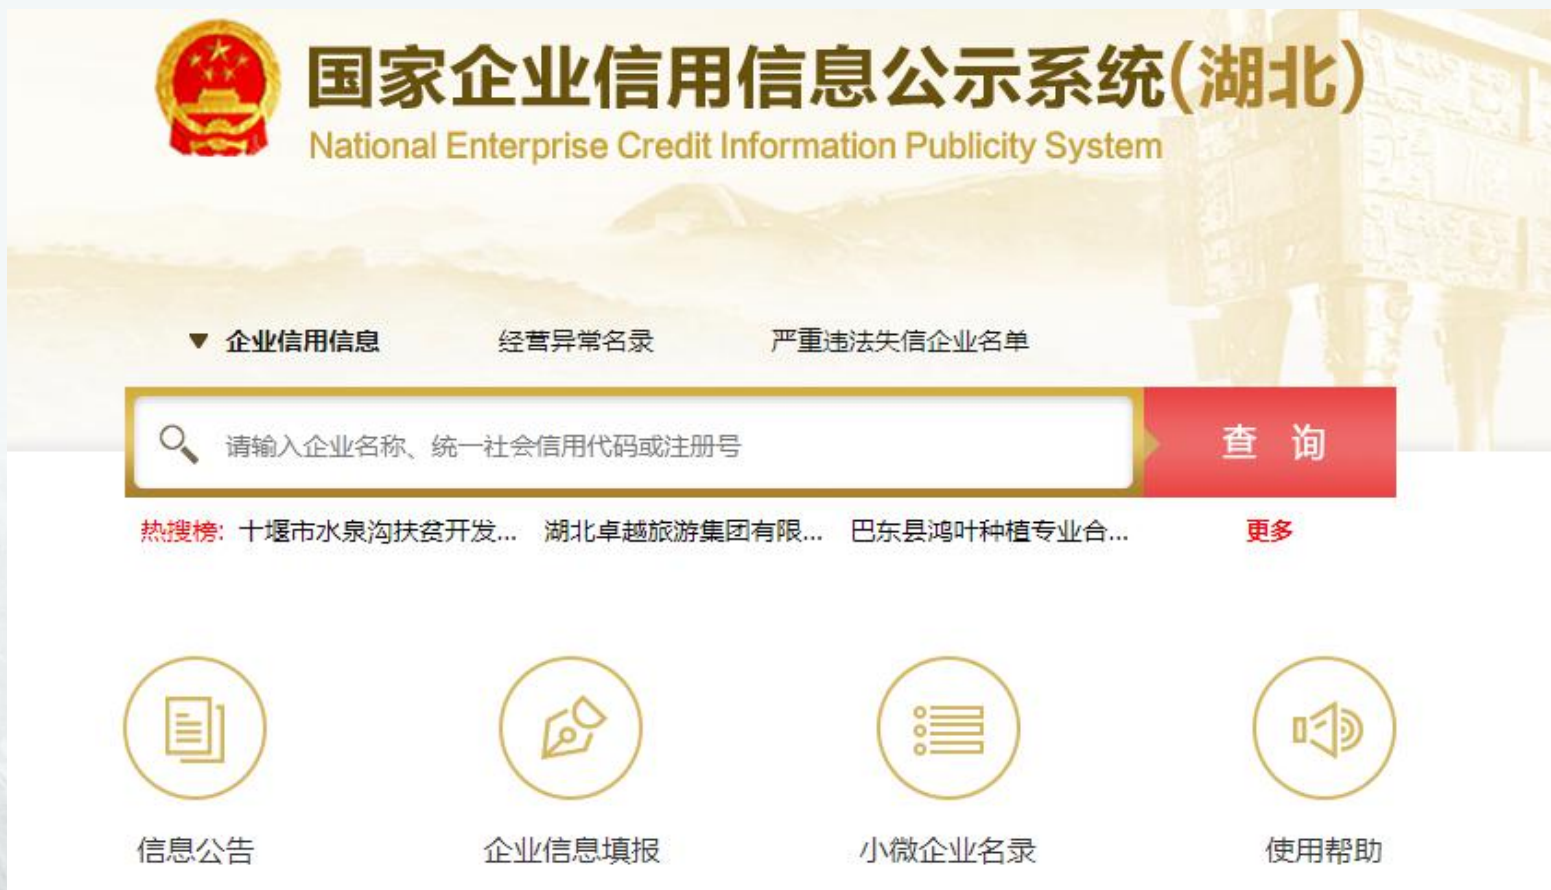 国家企业信用信息公示系统(湖北)
National Enterprise Credit Information Publicity System
企业信用信息 经营异常名录 严重违法失信企业名单
请输入企业名称、统一社会信用代码或注册号 查 询
热搜榜: 十堰市水泉沟扶贫开发... 湖北卓越旅游集团有限... 巴东县鸿叶种植专业合... 更多
信息公告 企业信息填报 小微企业名录 使用帮助